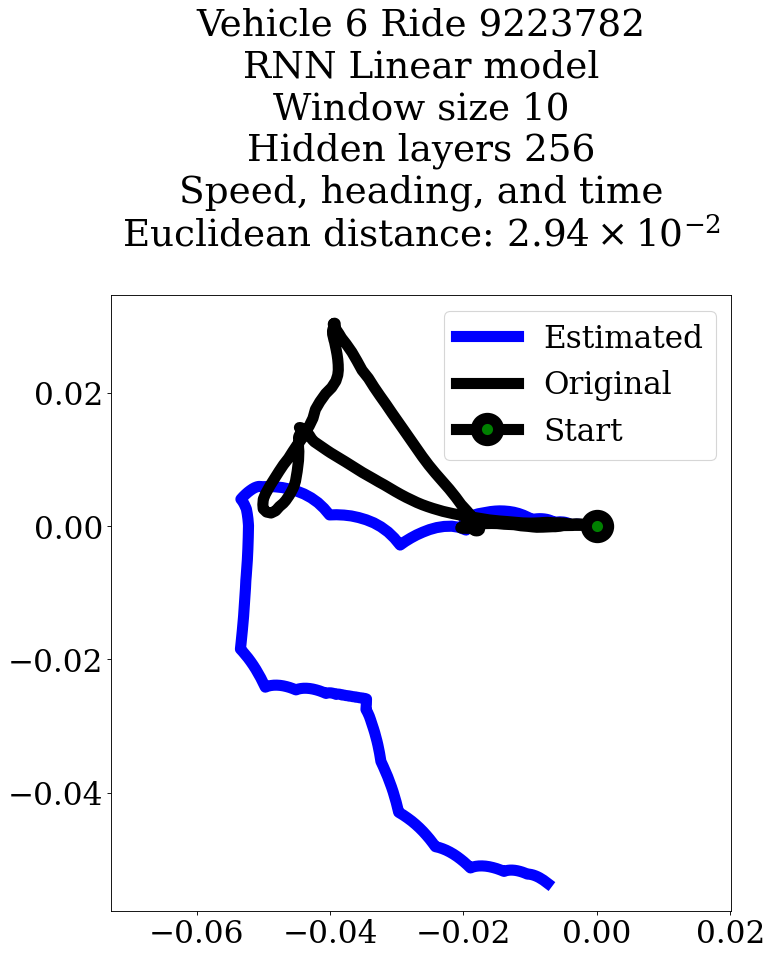 Vehicle 6 Ride 9223782
RNN Linear model
Window size 10
Hidden layers 256
Speed, heading, and time
Euclidean distance: 2.94 × 10⁻²
Estimated
Original
Start
0.02
0.00
−0.02
−0.04
−0.06 −0.04 −0.02 0.00 0.02